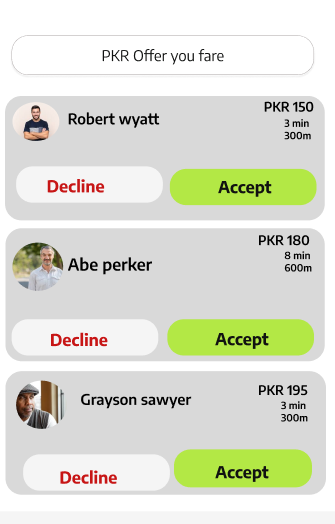 PKR Offer you fare
Robert wyatt
PKR 150
3 min
300m
Decline
Accept
PKR 180
8 min
600m
Abe perker
Decline
Accept
PKR 195
3 min
300m
Grayson sawyer
Decline
Accept